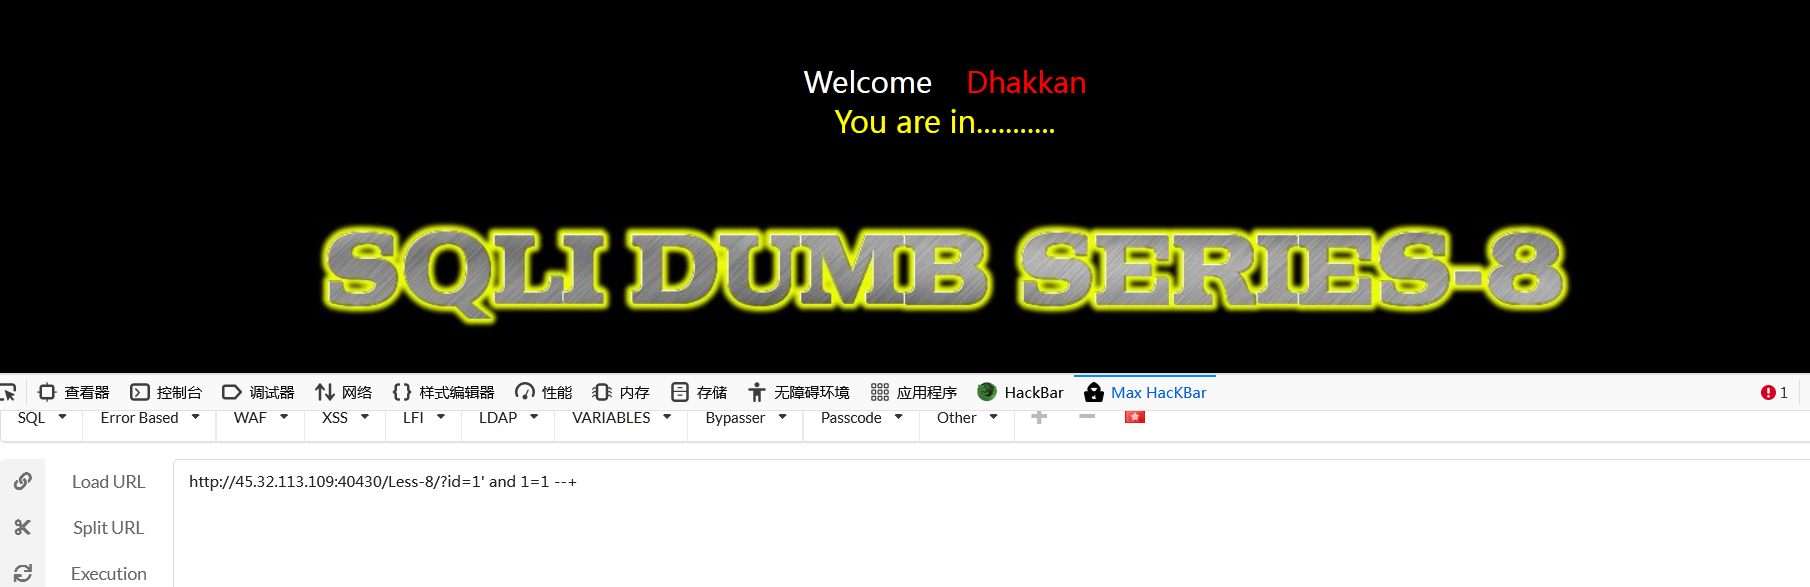 Welcome Dhakkan
You are in...........
SQLI DUMB SERIES-8
查看器 控制台 调试器 网络 样式编辑器 性能 内存 存储 无障碍环境 应用程序 HackBar Max HacKBar 1
SQL Error Based WAF XSS LFI LDAP VARIABLES Bypasser Passcode Other
Load URL http://45.32.113.109:40430/Less-8/?id=1' and 1=1 --+
Split URL
Execution